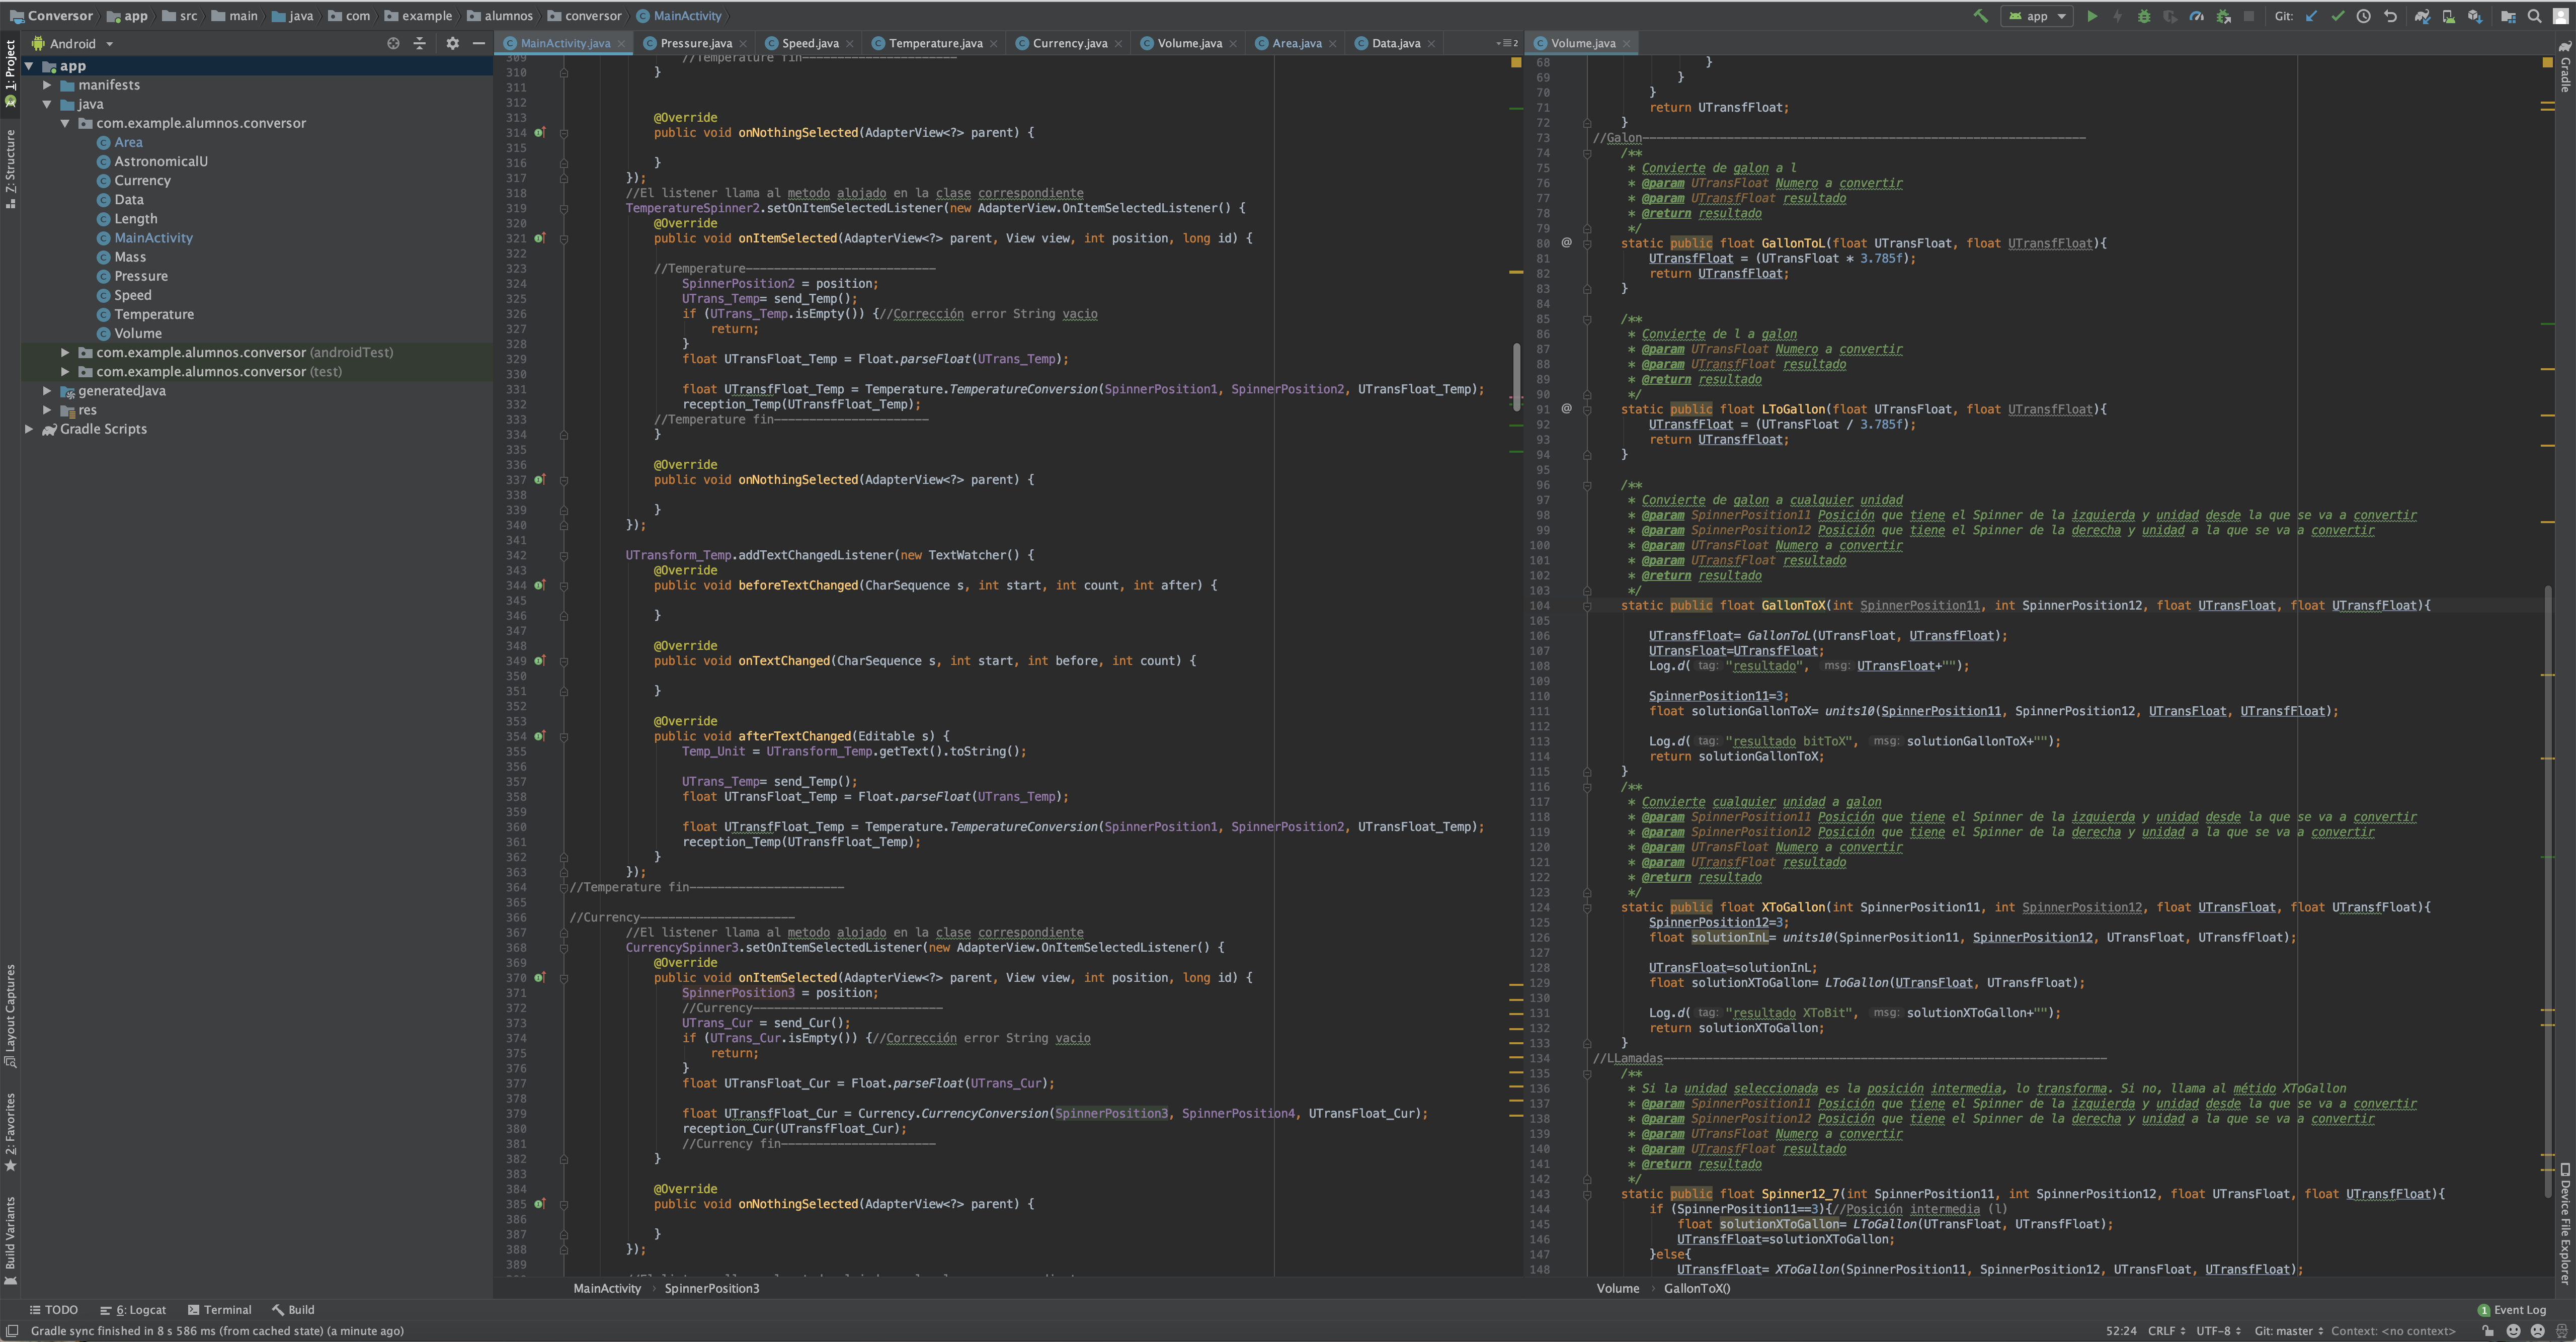 Conversor app src main java com example alumnos conversor MainActivity
app Git:
Android
MainActivity.java Pressure.java Speed.java Temperature.java Currency.java Volume.java Area.java Data.java 2
Volume.java
1: Project
Z: Structure
Layout Captures
2: Favorites
Build Variants
app
manifests
java
com.example.alumnos.conversor
Area
AstronomicalU
Currency
Data
Length
MainActivity
Mass
Pressure
Speed
Temperature
Volume
com.example.alumnos.conversor (androidTest)
com.example.alumnos.conversor (test)
generatedJava
res
Gradle Scripts
309 //Temperature fin----------------------
310 }
311
312
313 @Override
314 public void onNothingSelected(AdapterView<?> parent) {
315
316 }
317 });
318 //El listener llama al metodo alojado en la clase correspondiente
319 TemperatureSpinner2.setOnItemSelectedListener(new AdapterView.OnItemSelectedListener() {
320 @Override
321 public void onItemSelected(AdapterView<?> parent, View view, int position, long id) {
322
323 //Temperature---------------------------
324 SpinnerPosition2 = position;
325 UTrans_Temp= send_Temp();
326 if (UTrans_Temp.isEmpty()) {//Corrección error String vacio
327 return;
328 }
329 float UTransFloat_Temp = Float.parseFloat(UTrans_Temp);
330
331 float UTransfFloat_Temp = Temperature.TemperatureConversion(SpinnerPosition1, SpinnerPosition2, UTransFloat_Temp);
332 reception_Temp(UTransfFloat_Temp);
333 //Temperature fin----------------------
334 }
335
336 @Override
337 public void onNothingSelected(AdapterView<?> parent) {
338
339 }
340 });
341
342 UTransform_Temp.addTextChangedListener(new TextWatcher() {
343 @Override
344 public void beforeTextChanged(CharSequence s, int start, int count, int after) {
345
346 }
347
348 @Override
349 public void onTextChanged(CharSequence s, int start, int before, int count) {
350
351 }
352
353 @Override
354 public void afterTextChanged(Editable s) {
355 Temp_Unit = UTransform_Temp.getText().toString();
356
357 UTrans_Temp= send_Temp();
358 float UTransFloat_Temp = Float.parseFloat(UTrans_Temp);
359
360 float UTransfFloat_Temp = Temperature.TemperatureConversion(SpinnerPosition1, SpinnerPosition2, UTransFloat_Temp);
361 reception_Temp(UTransfFloat_Temp);
362 }
363 });
364 //Temperature fin----------------------
365
366 //Currency----------------------
367 //El listener llama al metodo alojado en la clase correspondiente
368 CurrencySpinner3.setOnItemSelectedListener(new AdapterView.OnItemSelectedListener() {
369 @Override
370 public void onItemSelected(AdapterView<?> parent, View view, int position, long id) {
371 SpinnerPosition3 = position;
372 //Currency---------------------------
373 UTrans_Cur = send_Cur();
374 if (UTrans_Cur.isEmpty()) {//Corrección error String vacio
375 return;
376 }
377 float UTransFloat_Cur = Float.parseFloat(UTrans_Cur);
378
379 float UTransfFloat_Cur = Currency.CurrencyConversion(SpinnerPosition3, SpinnerPosition4, UTransFloat_Cur);
380 reception_Cur(UTransfFloat_Cur);
381 //Currency fin----------------------
382 }
383
384 @Override
385 public void onNothingSelected(AdapterView<?> parent) {
386
387 }
388 });
389
MainActivity › SpinnerPosition3
68 }
69 }
70 }
71 return UTransfFloat;
72 }
73 //Galon---------------------------------------------------------------
74 /**
75 * Convierte de galon a l
76 * @param UTransFloat Numero a convertir
77 * @param UTransfFloat resultado
78 * @return resultado
79 */
80 @ static public float GallonToL(float UTransFloat, float UTransfFloat){
81 UTransfFloat = (UTransFloat * 3.785f);
82 return UTransfFloat;
83 }
84
85 /**
86 * Convierte de l a galon
87 * @param UTransFloat Numero a convertir
88 * @param UTransfFloat resultado
89 * @return resultado
90 */
91 @ static public float LToGallon(float UTransFloat, float UTransfFloat){
92 UTransfFloat = (UTransFloat / 3.785f);
93 return UTransfFloat;
94 }
95
96 /**
97 * Convierte de galon a cualquier unidad
98 * @param SpinnerPosition11 Posición que tiene el Spinner de la izquierda y unidad desde la que se va a convertir
99 * @param SpinnerPosition12 Posición que tiene el Spinner de la derecha y unidad a la que se va a convertir
100 * @param UTransFloat Numero a convertir
101 * @param UTransfFloat resultado
102 * @return resultado
103 */
104 static public float GallonToX(int SpinnerPosition11, int SpinnerPosition12, float UTransFloat, float UTransfFloat){
105
106 UTransfFloat= GallonToL(UTransFloat, UTransfFloat);
107 UTransFloat=UTransfFloat;
108 Log.d( tag: "resultado", msg: UTransFloat+"");
109
110 SpinnerPosition11=3;
111 float solutionGallonToX= units10(SpinnerPosition11, SpinnerPosition12, UTransFloat, UTransfFloat);
112
113 Log.d( tag: "resultado bitToX", msg: solutionGallonToX+"");
114 return solutionGallonToX;
115 }
116 /**
117 * Convierte cualquier unidad a galon
118 * @param SpinnerPosition11 Posición que tiene el Spinner de la izquierda y unidad desde la que se va a convertir
119 * @param SpinnerPosition12 Posición que tiene el Spinner de la derecha y unidad a la que se va a convertir
120 * @param UTransFloat Numero a convertir
121 * @param UTransfFloat resultado
122 * @return resultado
123 */
124 static public float XToGallon(int SpinnerPosition11, int SpinnerPosition12, float UTransFloat, float UTransfFloat){
125 SpinnerPosition12=3;
126 float solutionInL= units10(SpinnerPosition11, SpinnerPosition12, UTransFloat, UTransfFloat);
127
128 UTransFloat=solutionInL;
129 float solutionXToGallon= LToGallon(UTransFloat, UTransfFloat);
130
131 Log.d( tag: "resultado XToBit", msg: solutionXToGallon+"");
132 return solutionXToGallon;
133 }
134 //LLamadas---------------------------------------------------------------
135 /**
136 * Si la unidad seleccionada es la posición intermedia, lo transforma. Si no, llama al método XToGallon
137 * @param SpinnerPosition11 Posición que tiene el Spinner de la izquierda y unidad desde la que se va a convertir
138 * @param SpinnerPosition12 Posición que tiene el Spinner de la derecha y unidad a la que se va a convertir
139 * @param UTransFloat Numero a convertir
140 * @param UTransfFloat resultado
141 * @return resultado
142 */
143 static public float Spinner12_7(int SpinnerPosition11, int SpinnerPosition12, float UTransFloat, float UTransfFloat){
144 if (SpinnerPosition11==3){//Posición intermedia (l)
145 float solutionXToGallon= LToGallon(UTransFloat, UTransfFloat);
146 UTransfFloat=solutionXToGallon;
147 }else{
148 UTransfFloat= XToGallon(SpinnerPosition11, SpinnerPosition12, UTransFloat, UTransfFloat);
Volume › GallonToX()
Gradle
Device File Explorer
TODO 6: Logcat Terminal Build
1 Event Log
Gradle sync finished in 8 s 586 ms (from cached state) (a minute ago)
52:24 CRLF UTF-8 Git: master Context: <no context>